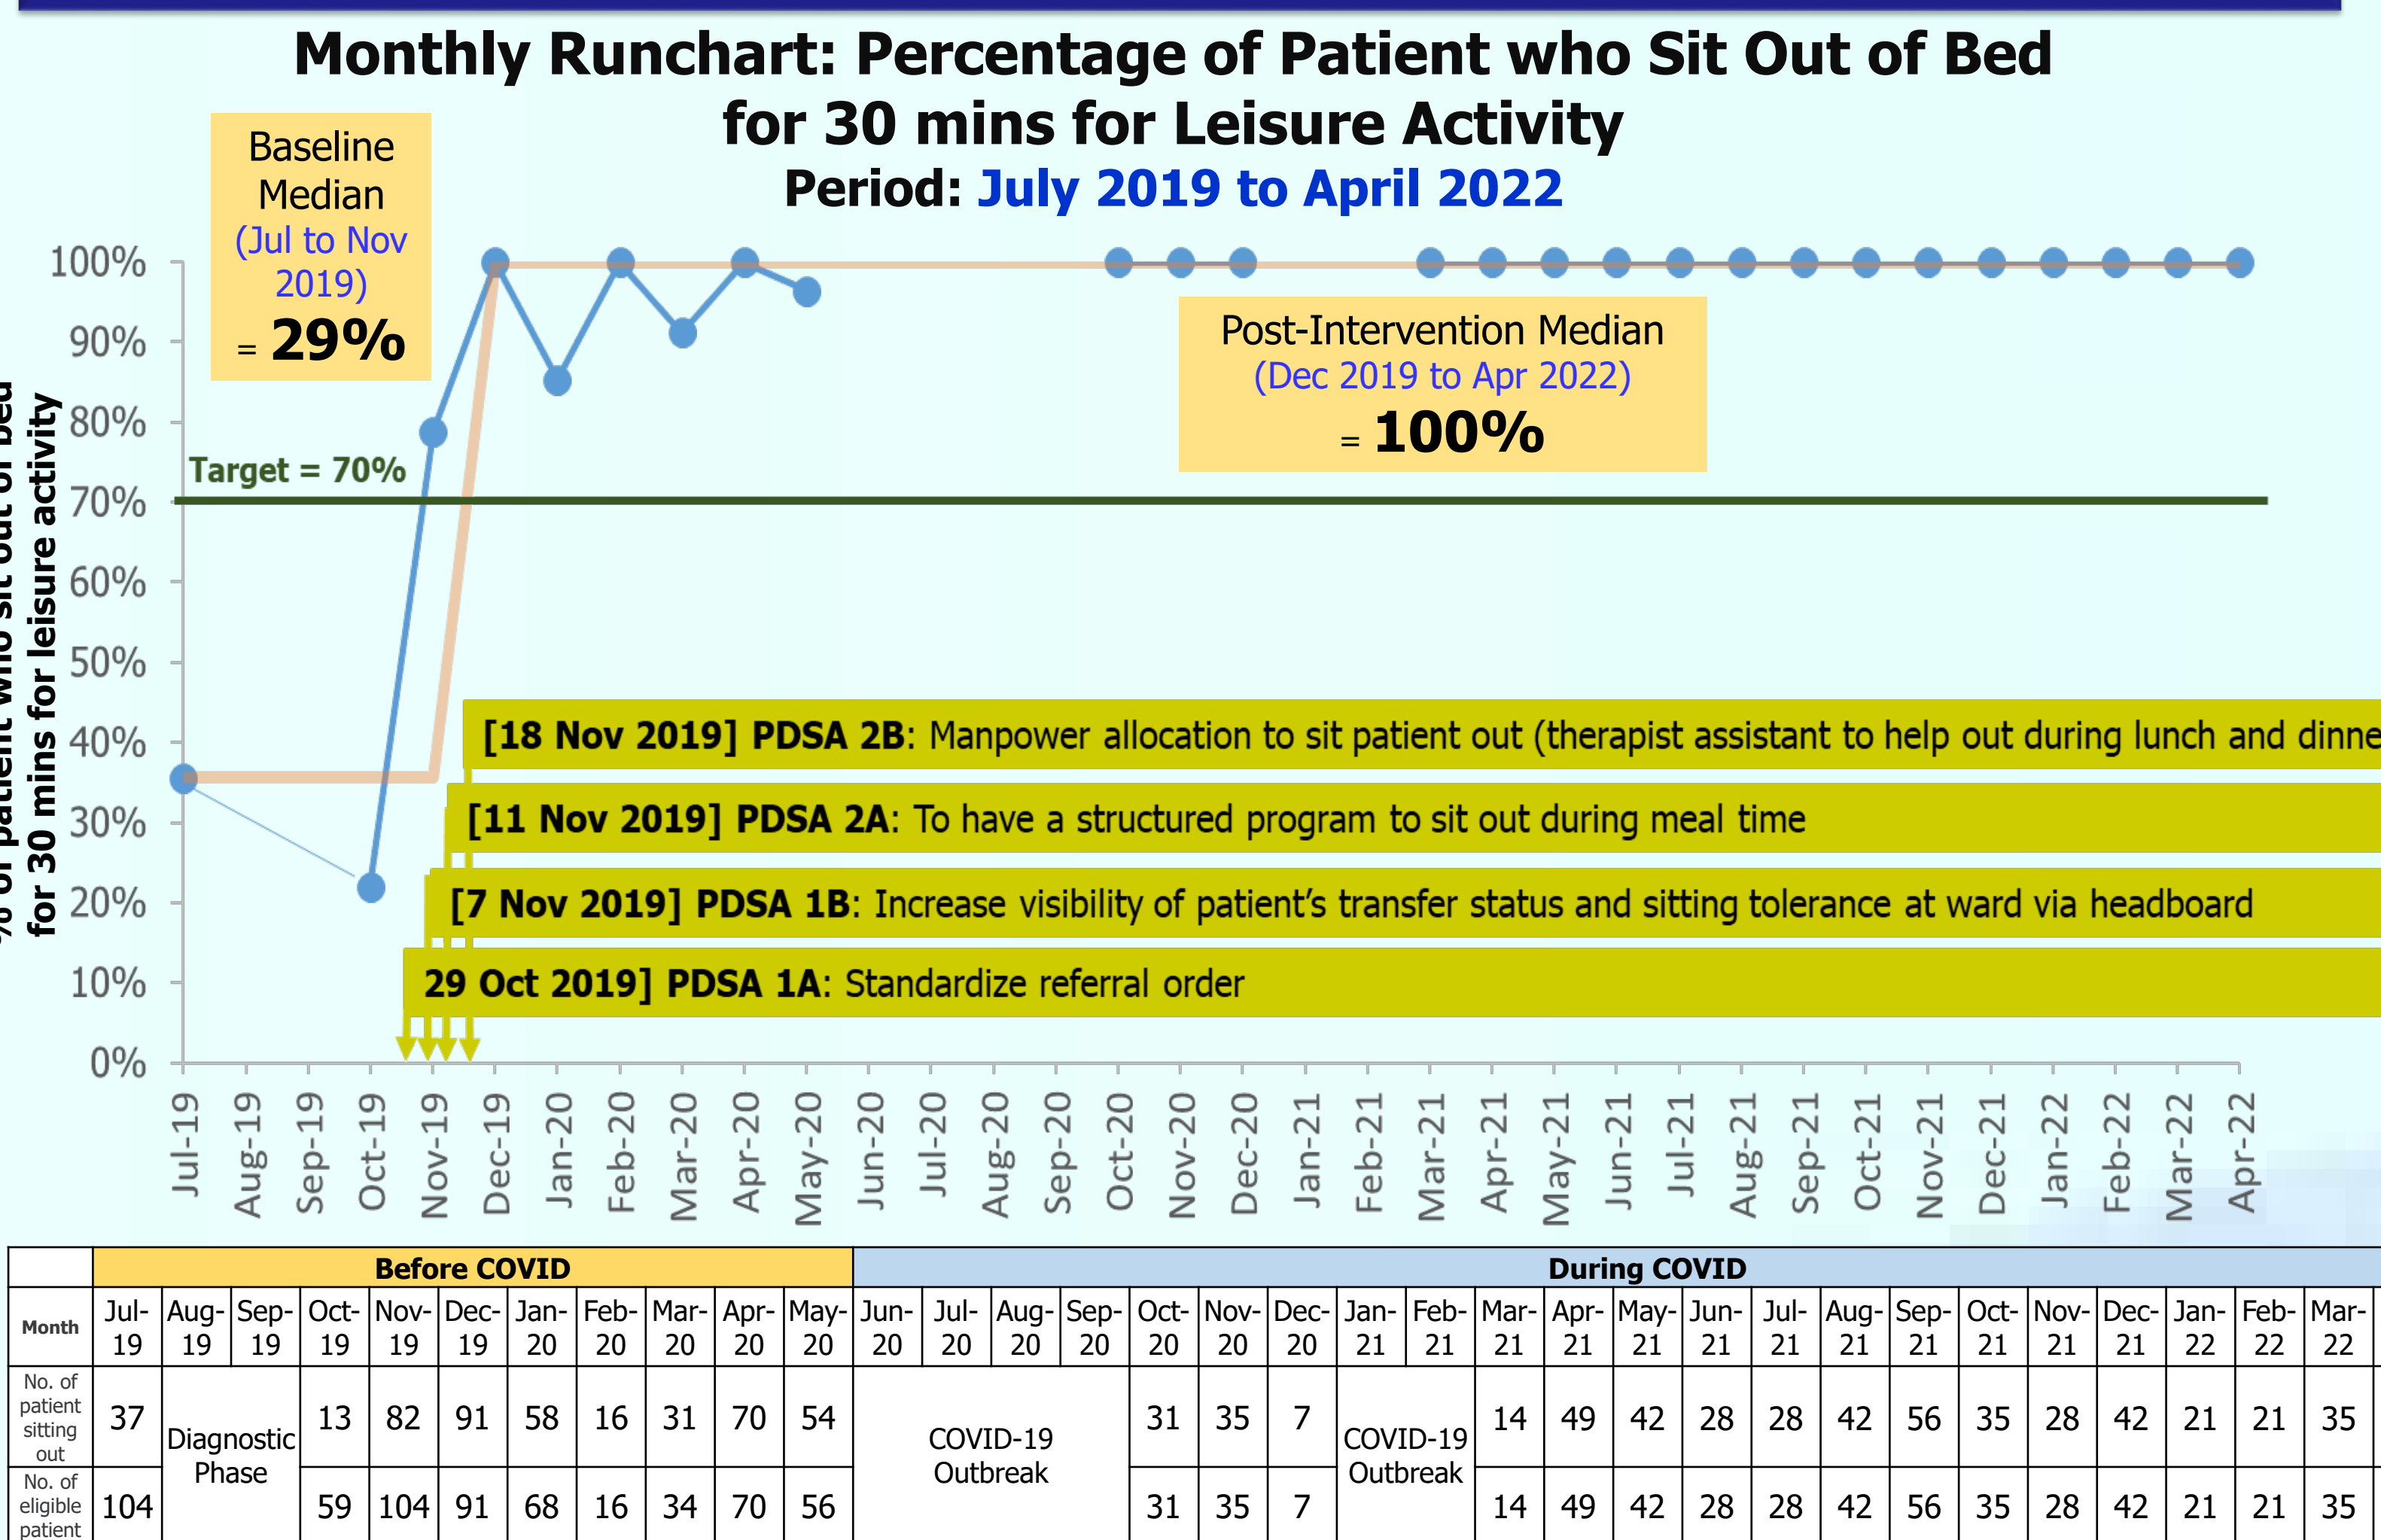 Monthly Runchart: Percentage of Patient who Sit Out of Bed
for 30 mins for Leisure Activity
Period: July 2019 to April 2022
Baseline
Median
(Jul to Nov
2019)
= 29%
Post-Intervention Median
(Dec 2019 to Apr 2022)
= 100%
% of patient who sit out of bed
for 30 mins for leisure activity
100%
90%
80%
Target = 70%
70%
60%
50%
40%
30%
20%
10%
0%
[18 Nov 2019] PDSA 2B: Manpower allocation to sit patient out (therapist assistant to help out during lunch and dinne
[11 Nov 2019] PDSA 2A: To have a structured program to sit out during meal time
[7 Nov 2019] PDSA 1B: Increase visibility of patient’s transfer status and sitting tolerance at ward via headboard
29 Oct 2019] PDSA 1A: Standardize referral order
Jul-19 Aug-19 Sep-19 Oct-19 Nov-19 Dec-19 Jan-20 Feb-20 Mar-20 Apr-20 May-20 Jun-20 Jul-20 Aug-20 Sep-20 Oct-20 Nov-20 Dec-20 Jan-21 Feb-21 Mar-21 Apr-21 May-21 Jun-21 Jul-21 Aug-21 Sep-21 Oct-21 Nov-21 Dec-21 Jan-22 Feb-22 Mar-22 Apr-22
Before COVID During COVID
Month Jul-19 Aug-19 Sep-19 Oct-19 Nov-19 Dec-19 Jan-20 Feb-20 Mar-20 Apr-20 May-20 Jun-20 Jul-20 Aug-20 Sep-20 Oct-20 Nov-20 Dec-20 Jan-21 Feb-21 Mar-21 Apr-21 May-21 Jun-21 Jul-21 Aug-21 Sep-21 Oct-21 Nov-21 Dec-21 Jan-22 Feb-22 Mar-22
No. of
patient
sitting
out
37 13 82 91 58 16 31 70 54 31 35 7 14 49 42 28 28 42 56 35 28 42 21 21 35
Diagnostic
Phase
COVID-19
Outbreak
COVID-19
Outbreak
No. of
eligible
patient
104 59 104 91 68 16 34 70 56 31 35 7 14 49 42 28 28 42 56 35 28 42 21 21 35